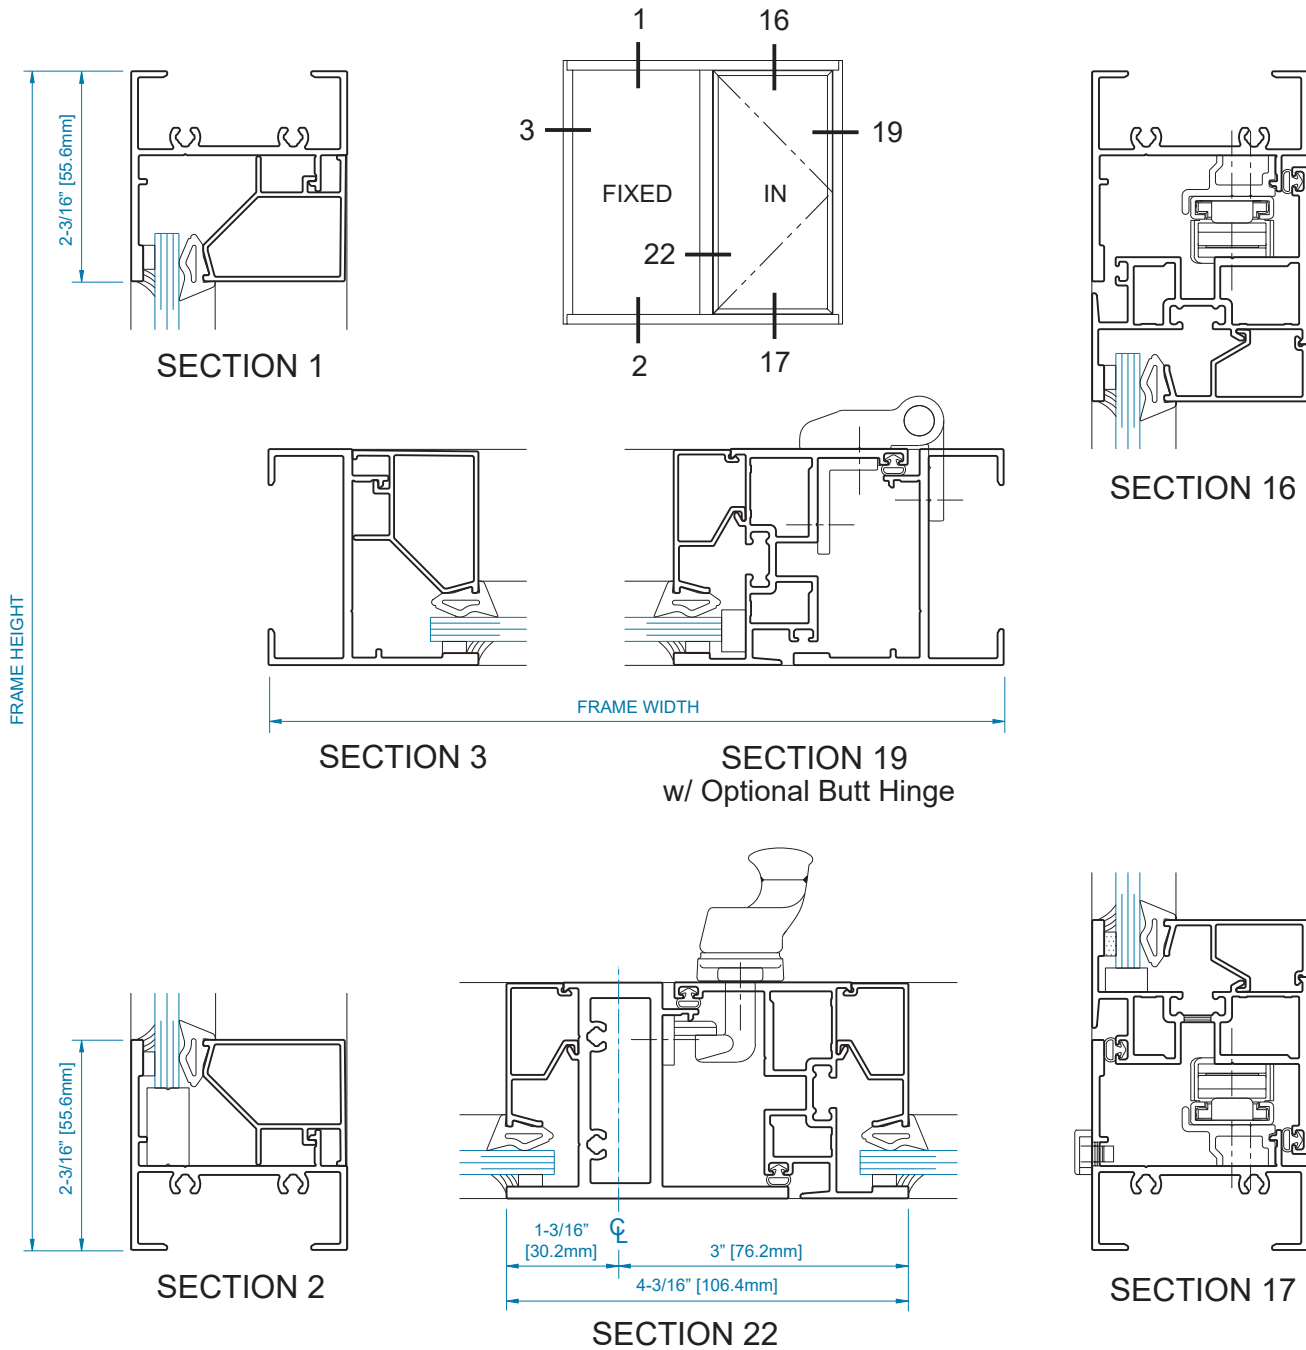 1
16
3
19
FIXED
IN
22
2
17
2-3/16” [55.6mm]
SECTION 1
SECTION 16
FRAME HEIGHT
FRAME WIDTH
SECTION 3
SECTION 19
w/ Optional Butt Hinge
2-3/16” [55.6mm]
SECTION 2
1-3/16”
[30.2mm]
℄
3” [76.2mm]
4-3/16” [106.4mm]
SECTION 22
SECTION 17